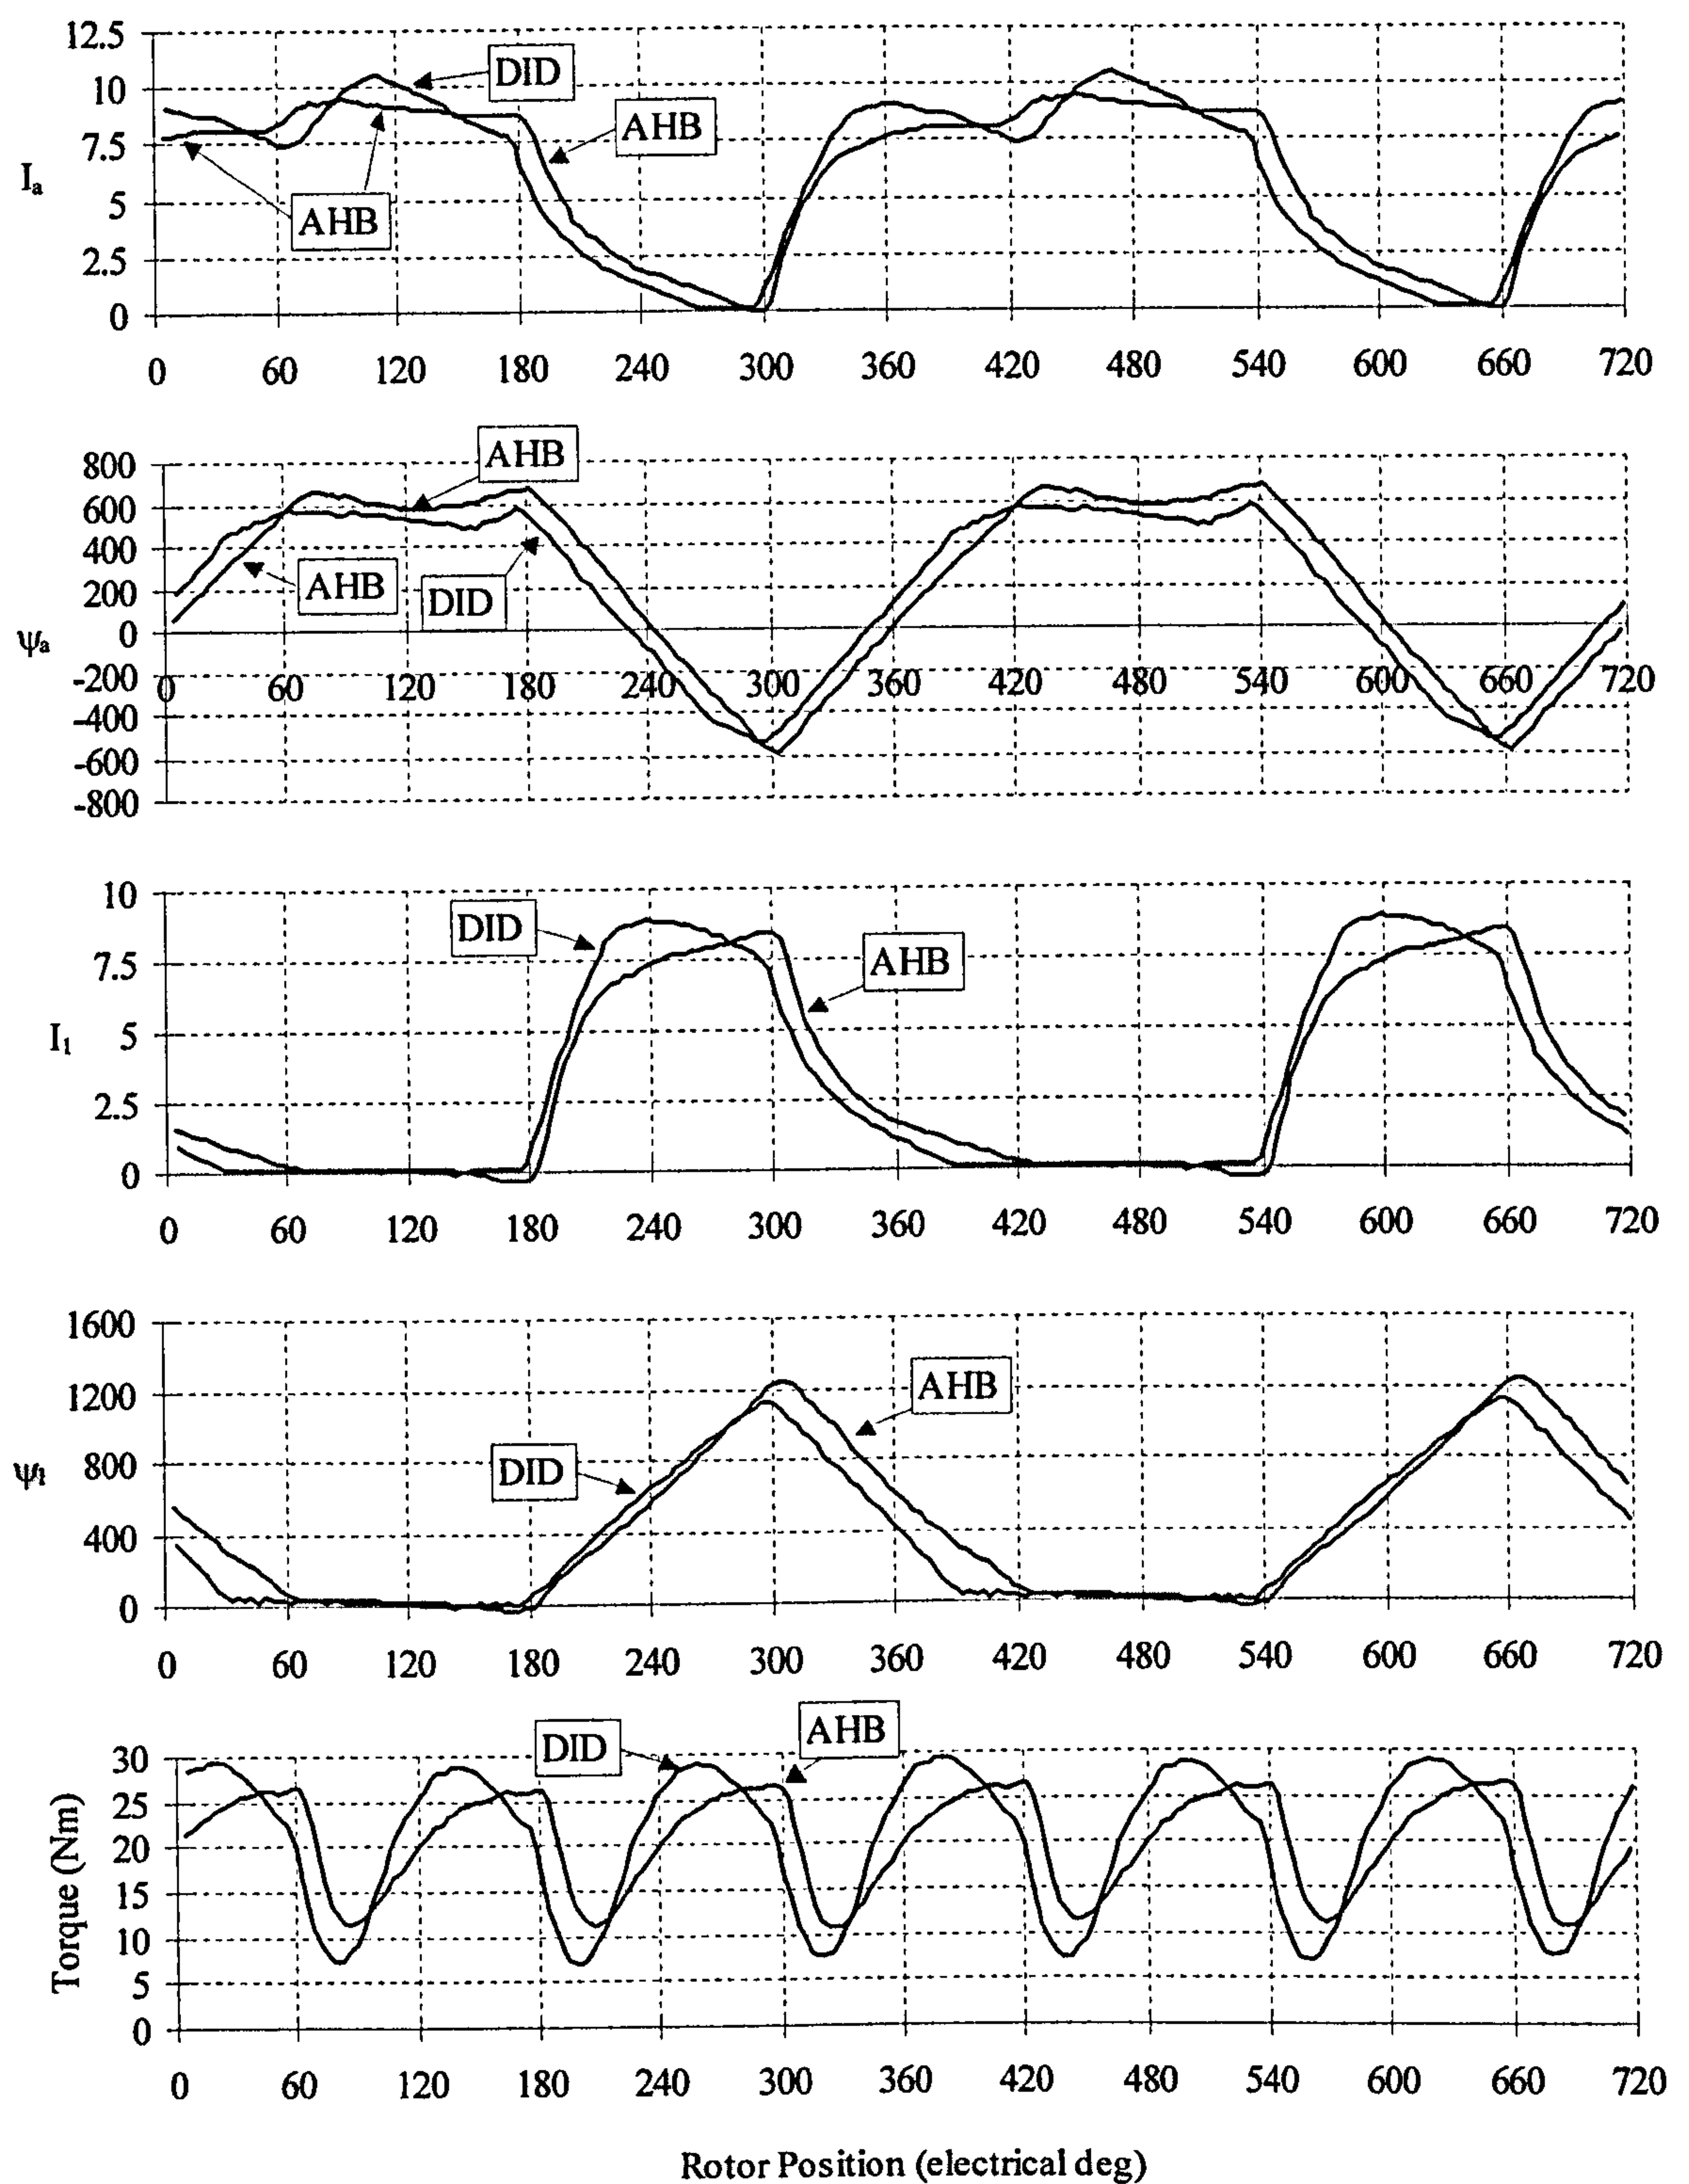 12.5
10
7.5
5
2.5
0
Iₐ
DID
AHB
AHB
0 60 120 180 240 300 360 420 480 540 600 660 720
800
600
400
200
0
-200
-400
-600
-800
ψₐ
AHB
AHB
DID
0 60 120 180 240 300 360 420 480 540 600 660 720
10
7.5
5
2.5
0
I₁
DID
AHB
0 60 120 180 240 300 360 420 480 540 600 660 720
1600
1200
800
400
0
ψ₁
AHB
DID
0 60 120 180 240 300 360 420 480 540 600 660 720
30
25
20
15
10
5
0
Torque (Nm)
DID
AHB
0 60 120 180 240 300 360 420 480 540 600 660 720
Rotor Position (electrical deg)